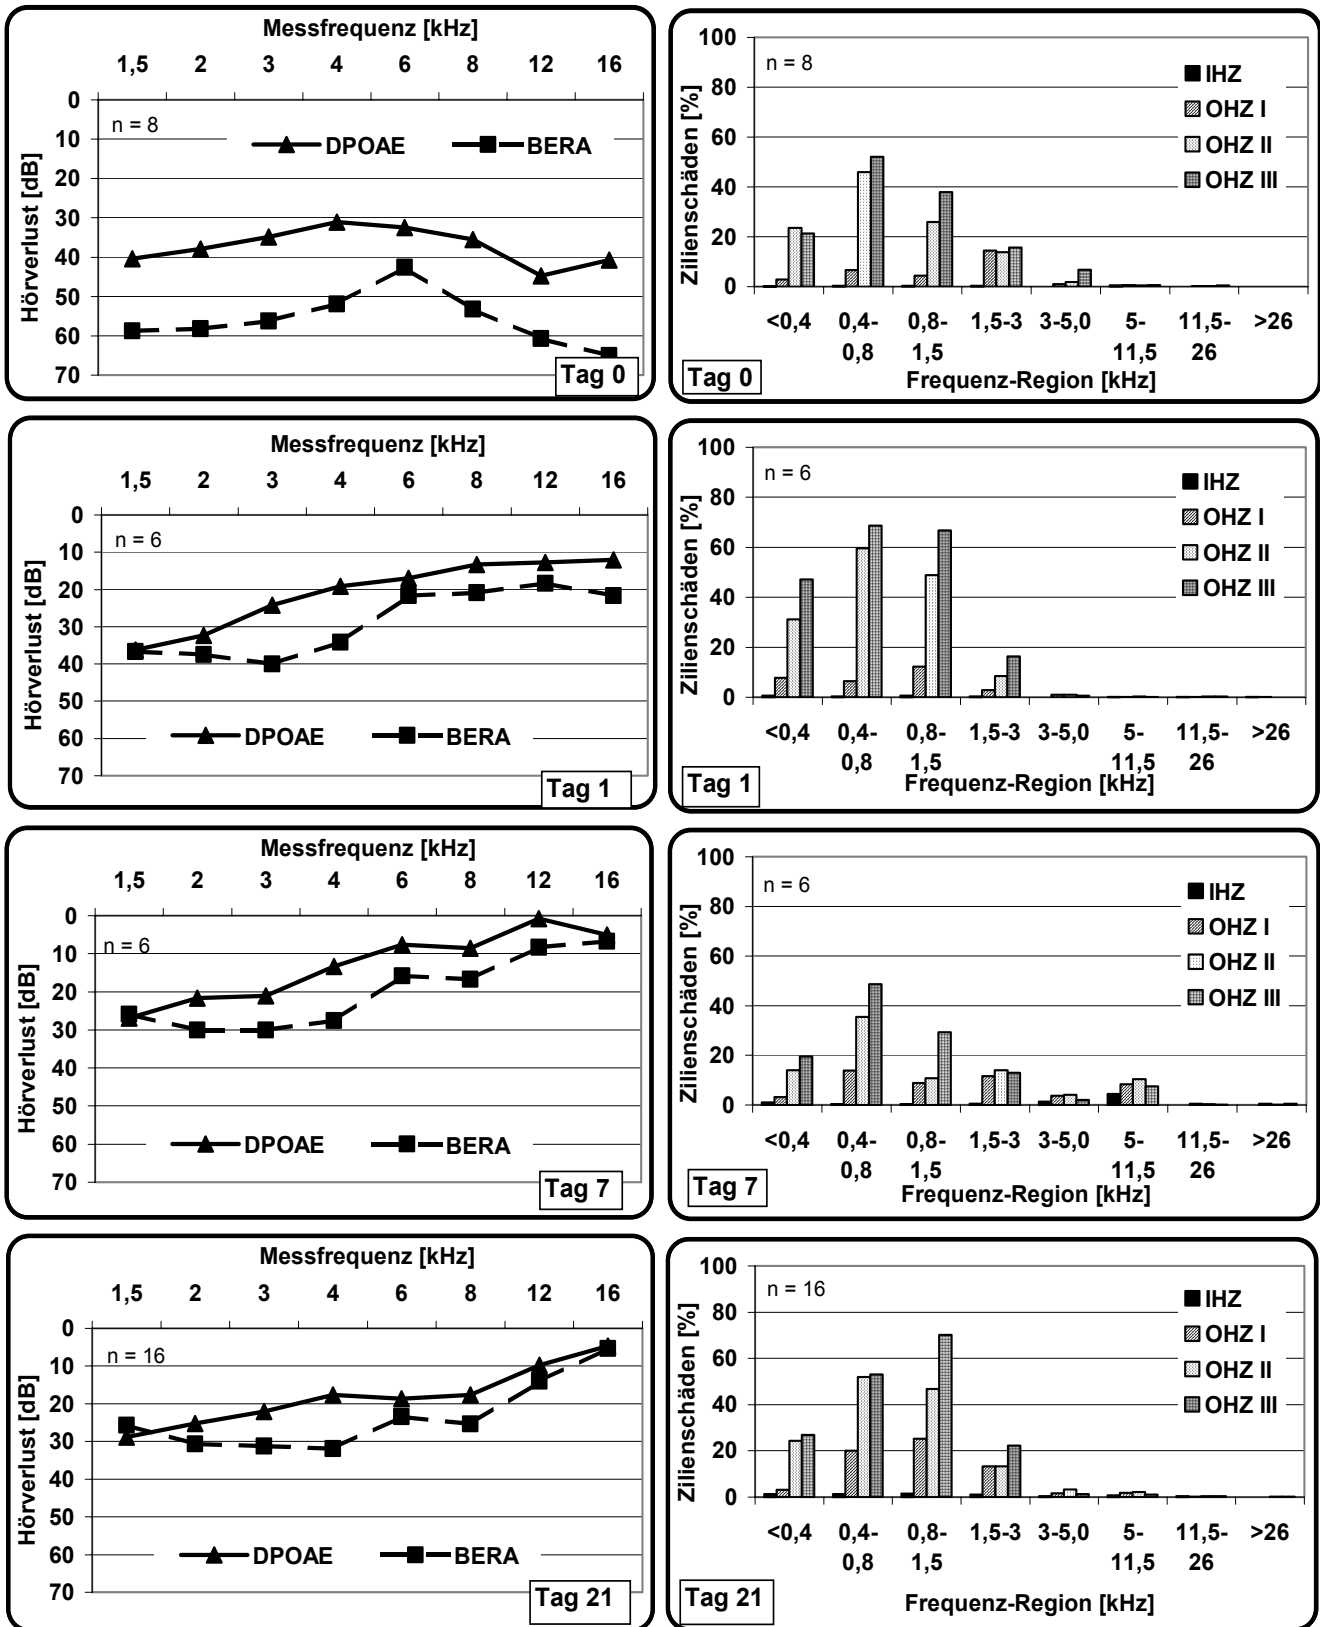 Messfrequenz [kHz]
1,5 2 3 4 6 8 12 16
Hörverlust [dB]
0
10
20
30
40
50
60
70
n = 8
DPOAE BERA
Tag 0
Zilienschäden [%]
100
80
60
40
20
0
n = 8
IHZ
OHZ I
OHZ II
OHZ III
<0,4 0,4- 0,8- 1,5-3 3-5,0 5- 11,5- >26
0,8 1,5 11,5 26
Frequenz-Region [kHz]
Tag 0
Messfrequenz [kHz]
1,5 2 3 4 6 8 12 16
Hörverlust [dB]
0
10
20
30
40
50
60
70
n = 6
DPOAE BERA
Tag 1
Zilienschäden [%]
100
80
60
40
20
0
n = 6
IHZ
OHZ I
OHZ II
OHZ III
<0,4 0,4- 0,8- 1,5-3 3-5,0 5- 11,5- >26
0,8 1,5 11,5 26
Frequenz-Region [kHz]
Tag 1
Messfrequenz [kHz]
1,5 2 3 4 6 8 12 16
Hörverlust [dB]
0
10
20
30
40
50
60
70
n = 6
DPOAE BERA
Tag 7
Zilienschäden [%]
100
80
60
40
20
0
n = 6
IHZ
OHZ I
OHZ II
OHZ III
<0,4 0,4- 0,8- 1,5-3 3-5,0 5- 11,5- >26
0,8 1,5 11,5 26
Frequenz-Region [kHz]
Tag 7
Messfrequenz [kHz]
1,5 2 3 4 6 8 12 16
Hörverlust [dB]
0
10
20
30
40
50
60
70
n = 16
DPOAE BERA
Tag 21
Zilienschäden [%]
100
80
60
40
20
0
n = 16
IHZ
OHZ I
OHZ II
OHZ III
<0,4 0,4- 0,8- 1,5-3 3-5,0 5- 11,5- >26
0,8 1,5 11,5 26
Frequenz-Region [kHz]
Tag 21